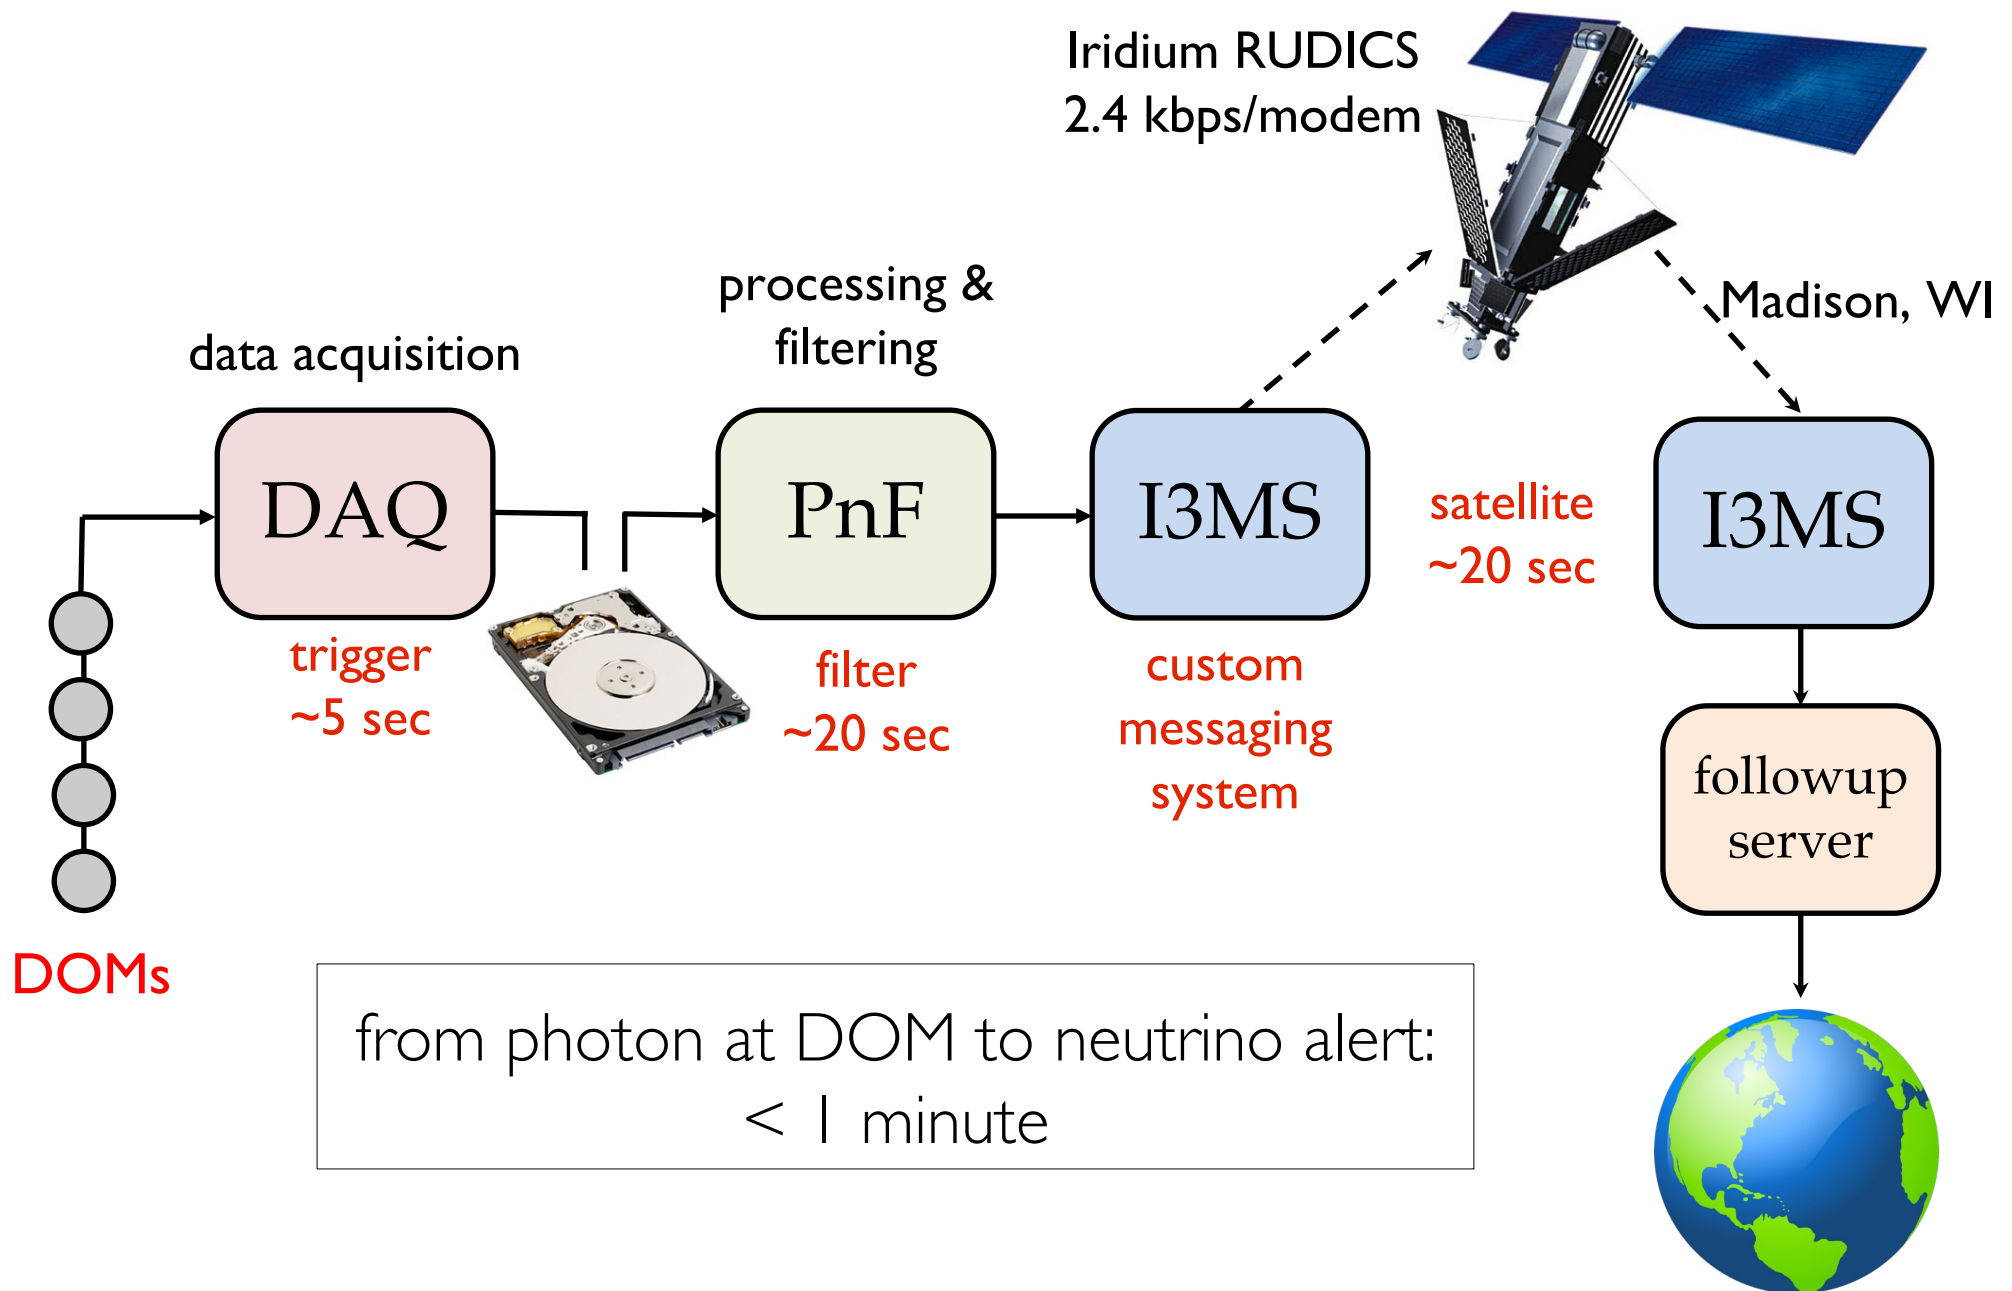 Iridium RUDICS
2.4 kbps/modem
processing &
filtering
Madison, WI
data acquisition
DAQ
PnF
I3MS
satellite
~20 sec
I3MS
trigger
~5 sec
filter
~20 sec
custom
messaging
system
followup
server
DOMs
from photon at DOM to neutrino alert:
< 1 minute